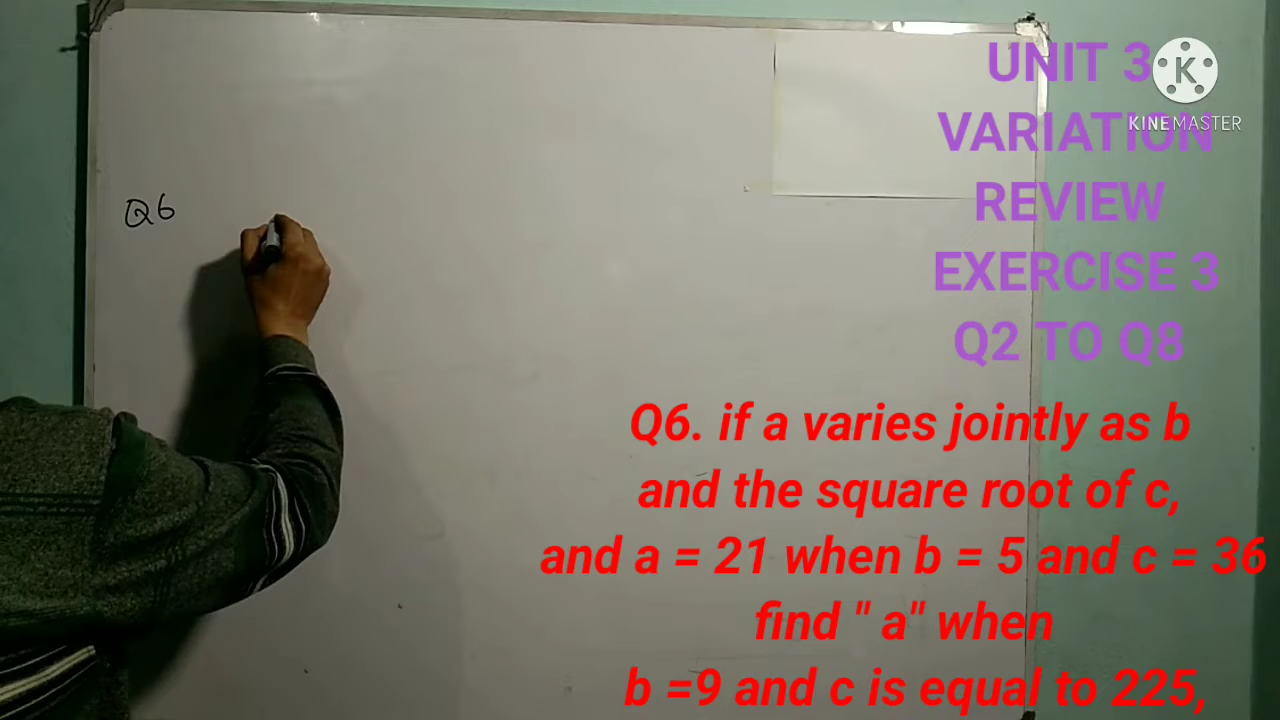 UNIT 3
VARIATION
REVIEW
EXERCISE 3
Q2 TO Q8
KINEMASTER
Q6
Q6. if a varies jointly as b
and the square root of c,
and a = 21 when b = 5 and c = 36
find " a" when
b =9 and c is equal to 225,